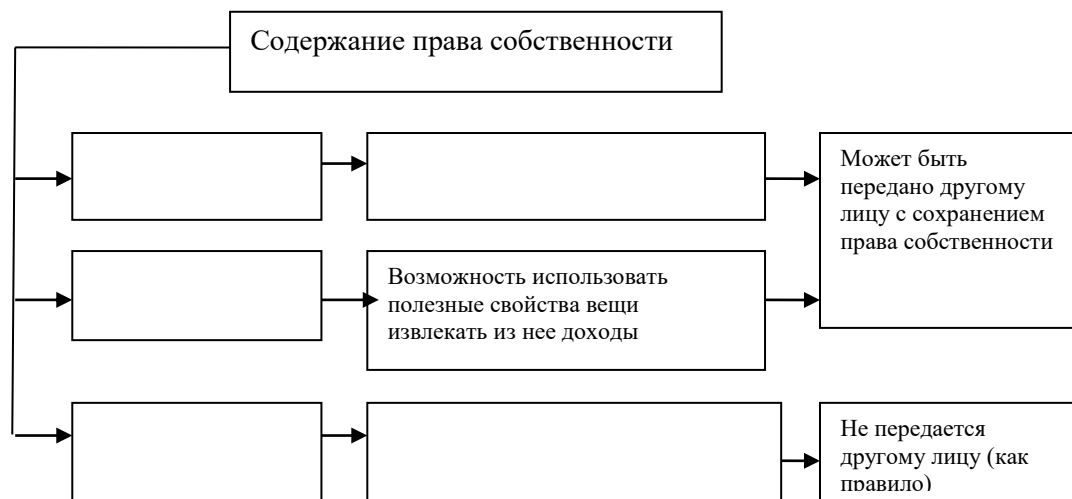 Содержание права собственности
Может быть
передано другому
лицу с сохранением
права собственности
Возможность использовать
полезные свойства вещи
извлекать из нее доходы
Не передается
другому лицу (как
правило)